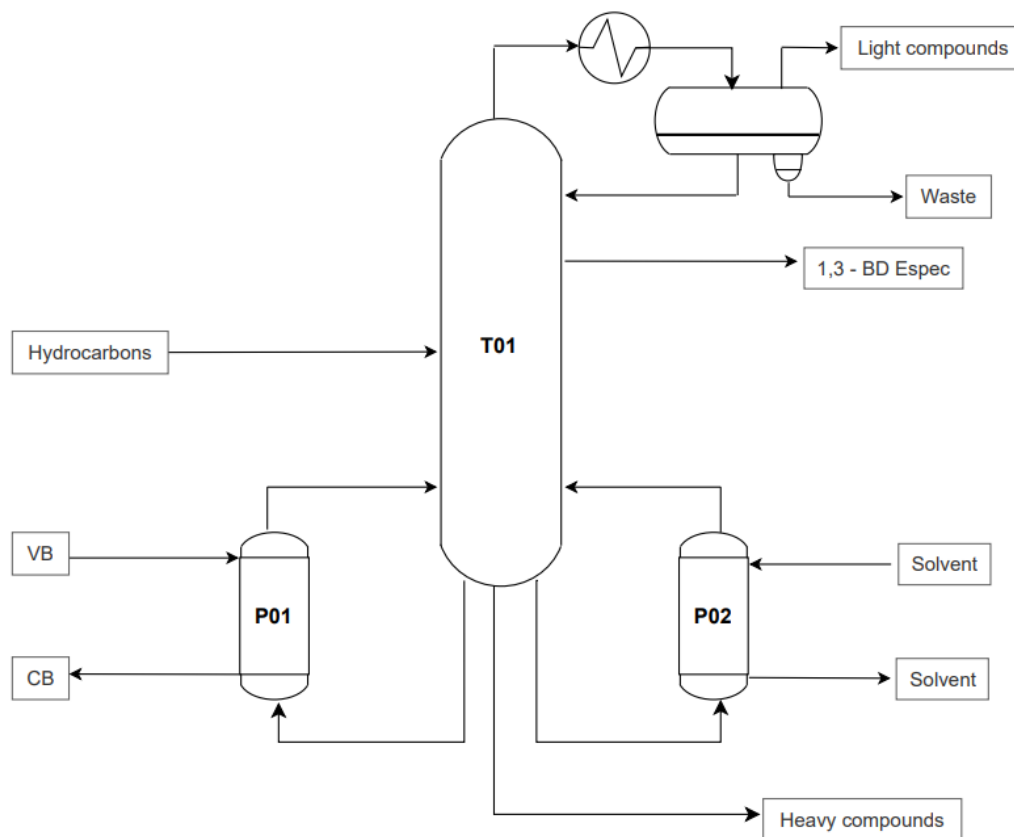 Light compounds
Waste
1,3 - BD Espec
T01
Hydrocarbons
VB
P01
CB
P02
Solvent
Solvent
Heavy compounds